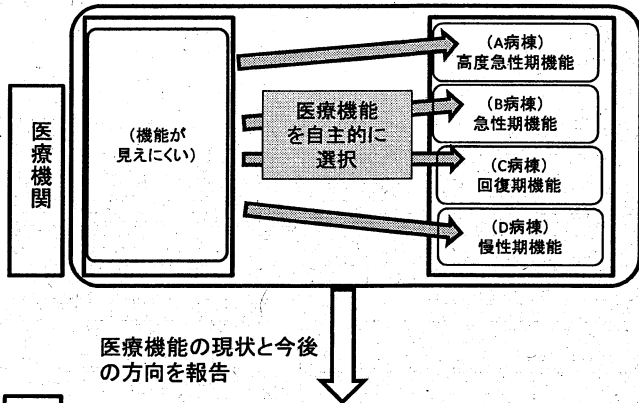 医療機関
(機能が
見えにくい)
医療機能
を自主的に
選択
(A病棟)
高度急性期機能
(B病棟)
急性期機能
(C病棟)
回復期機能
(D病棟)
慢性期機能
医療機能の現状と今後
の方向を報告